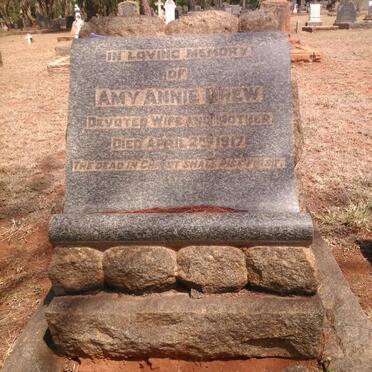 IN LOVING MEMORY
OF
AMY ANNIE DREW
DEVOTED WIFE AND MOTHER
DIED APRIL 2ND 1917.
THE DEAD IN CHRIST SHALL RISE FIRST.